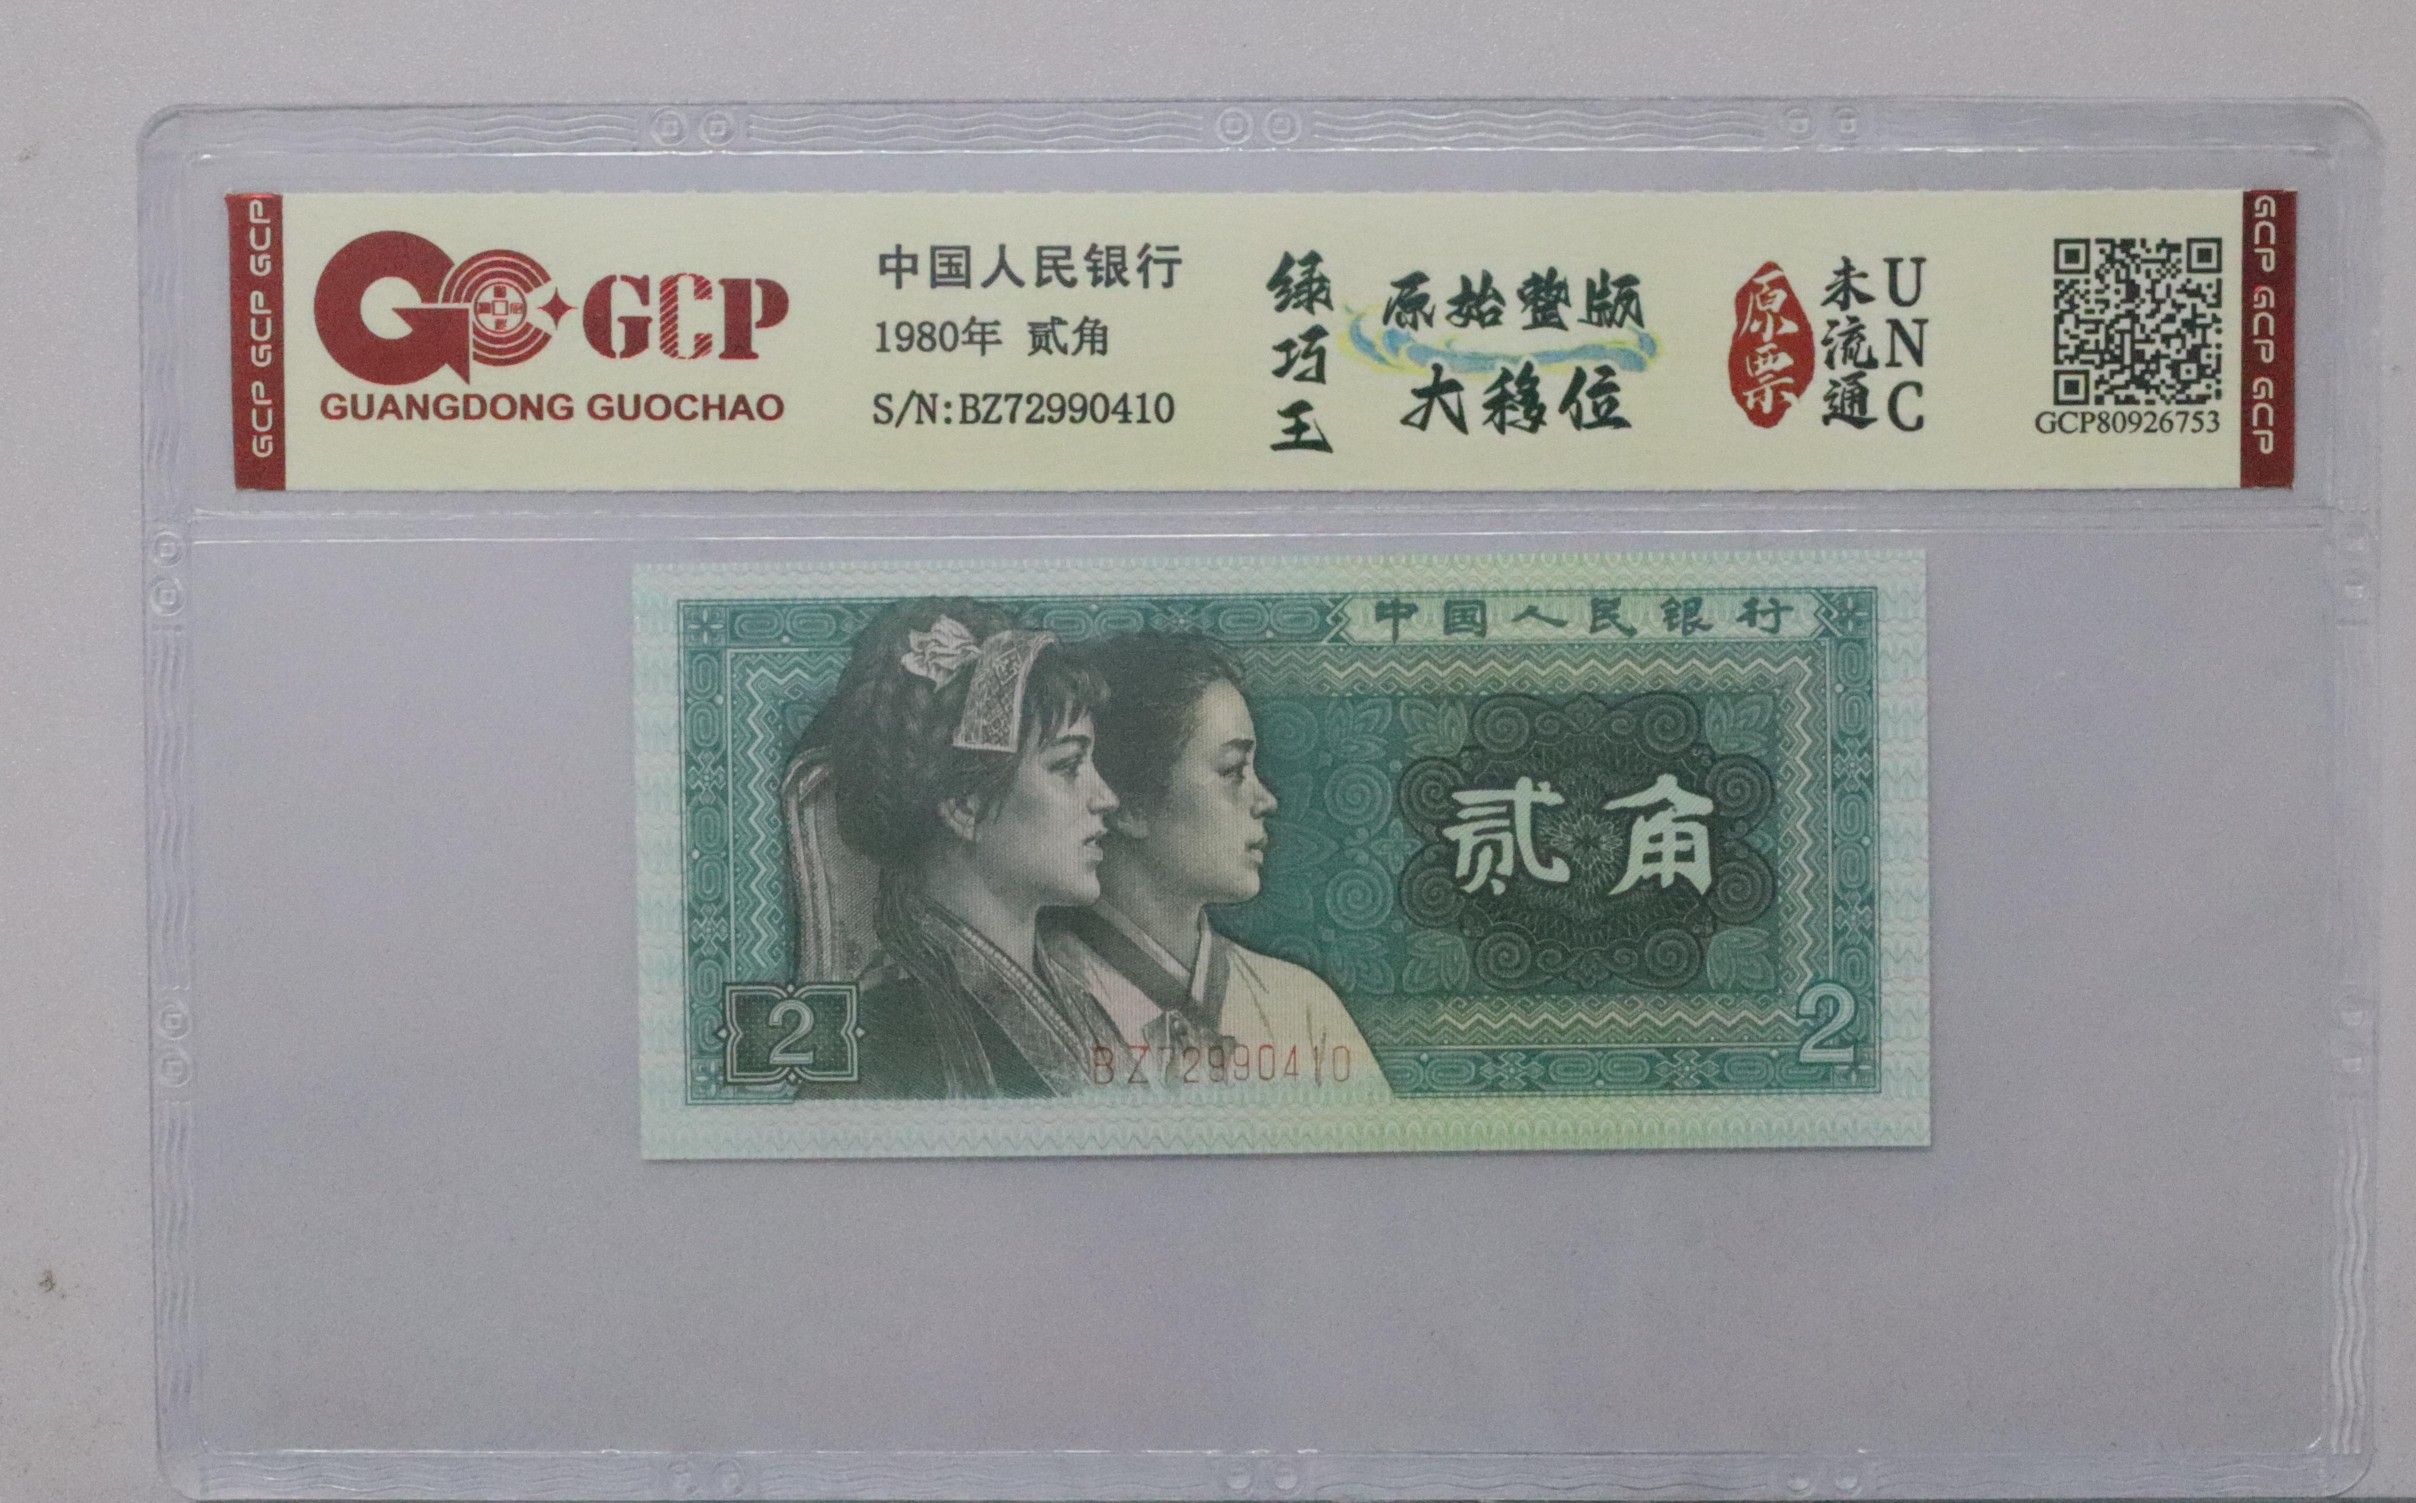 GCP GCP GCP
GCP
GUANGDONG GUOCHAO
中国人民银行
1980年 贰角
S/N:BZ72990410
绿巧王
原始整版
大移位
原票
未流通
UNC
GCP80926753
GCP GCP GCP
中国人民银行
贰角
2
2
BZ72990410